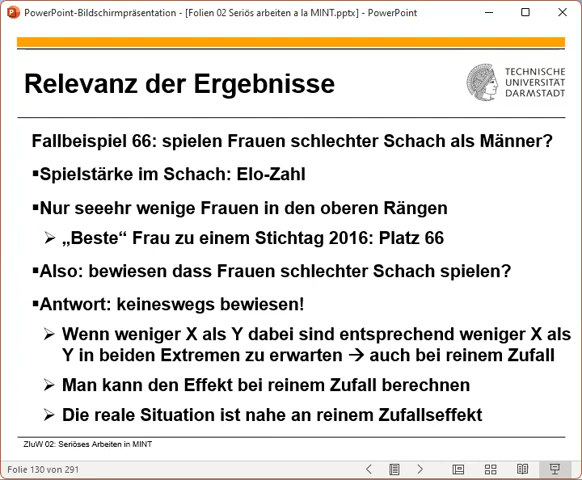 PowerPoint-Bildschirmpräsentation - [Folien 02 Seriös arbeiten a la MINT.pptx] - PowerPoint
Relevanz der Ergebnisse
TECHNISCHE
UNIVERSITÄT
DARMSTADT
Fallbeispiel 66: spielen Frauen schlechter Schach als Männer?
▪Spielstärke im Schach: Elo-Zahl
▪Nur seeehr wenige Frauen in den oberen Rängen
➢ „Beste“ Frau zu einem Stichtag 2016: Platz 66
▪Also: bewiesen dass Frauen schlechter Schach spielen?
▪Antwort: keineswegs bewiesen!
➢ Wenn weniger X als Y dabei sind entsprechend weniger X als
Y in beiden Extremen zu erwarten → auch bei reinem Zufall
➢ Man kann den Effekt bei reinem Zufall berechnen
➢ Die reale Situation ist nahe an reinem Zufallseffekt
ZIuW 02: Seriöses Arbeiten in MINT
Folie 130 von 291